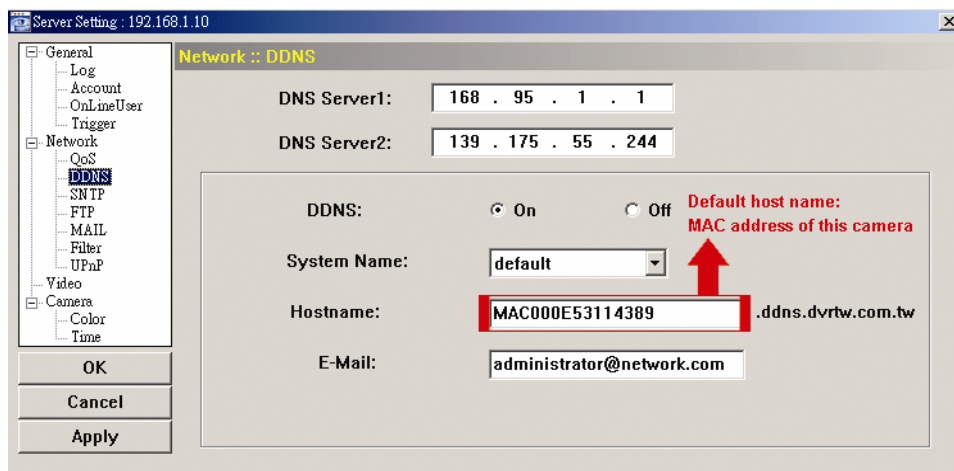 Server Setting : 192.168.1.10
General
Log
Account
OnLineUser
Trigger
Network
QoS
DDNS
SNTP
FTP
MAIL
Filter
UPnP
Video
Camera
Color
Time
OK
Cancel
Apply
Network :: DDNS
DNS Server1: 168 . 95 . 1 . 1
DNS Server2: 139 . 175 . 55 . 244
DDNS: On Off
Default host name:
MAC address of this camera
System Name: default
Hostname: MAC000E53114389 .ddns.dvrtw.com.tw
E-Mail: administrator@network.com